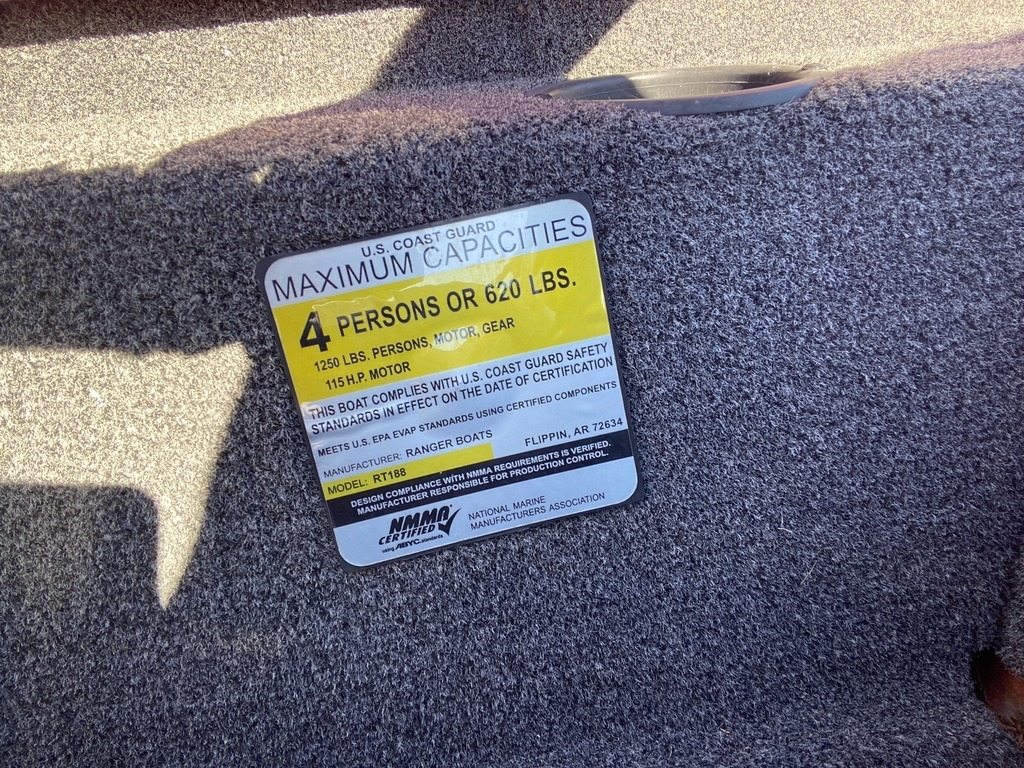 U.S. COAST GUARD
MAXIMUM CAPACITIES
4 PERSONS OR 620 LBS.
1250 LBS. PERSONS, MOTOR, GEAR
115 H.P. MOTOR
THIS BOAT COMPLIES WITH U.S. COAST GUARD SAFETY
STANDARDS IN EFFECT ON THE DATE OF CERTIFICATION
MEETS U.S. EPA EVAP STANDARDS USING CERTIFIED COMPONENTS
MANUFACTURER: RANGER BOATS FLIPPIN, AR 72634
MODEL: RT188
DESIGN COMPLIANCE WITH NMMA REQUIREMENTS IS VERIFIED.
MANUFACTURER RESPONSIBLE FOR PRODUCTION CONTROL.
NMMA
CERTIFIED
using ABYC standards
NATIONAL MARINE
MANUFACTURERS ASSOCIATION